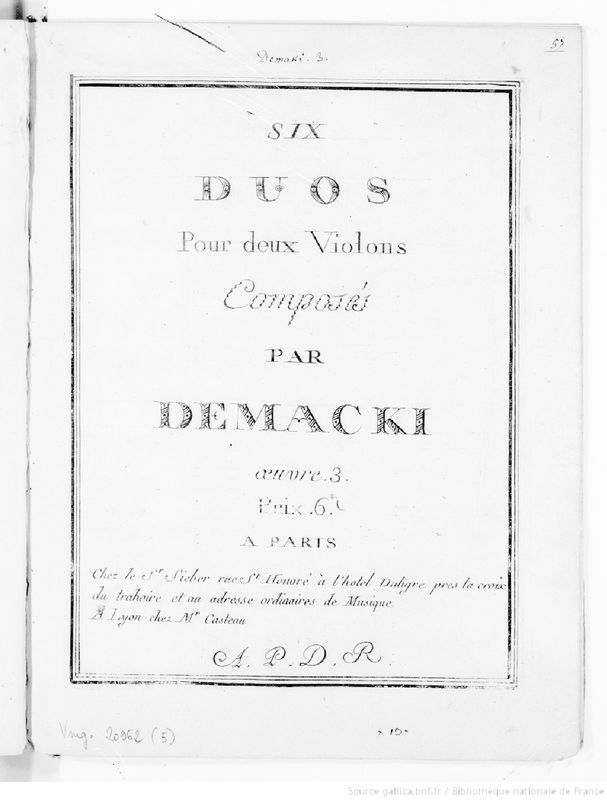 Demaki. 3.
53
SIX
DUOS
Pour deux Violons
Composés
PAR
DEMACKI
œuvre.3.
Prix.6.
A PARIS
Chez le Sr. Sieber rue St. Honoré à l'hotel Daligre pres la croix
du trahoire et au adresse ordinaires de Musique.
A Lyon chez Mr. Casteau
A. P. D. R.
Vmg. 20962 (5)
- 19 -
Source gallica.bnf.fr / Bibliothèque nationale de France